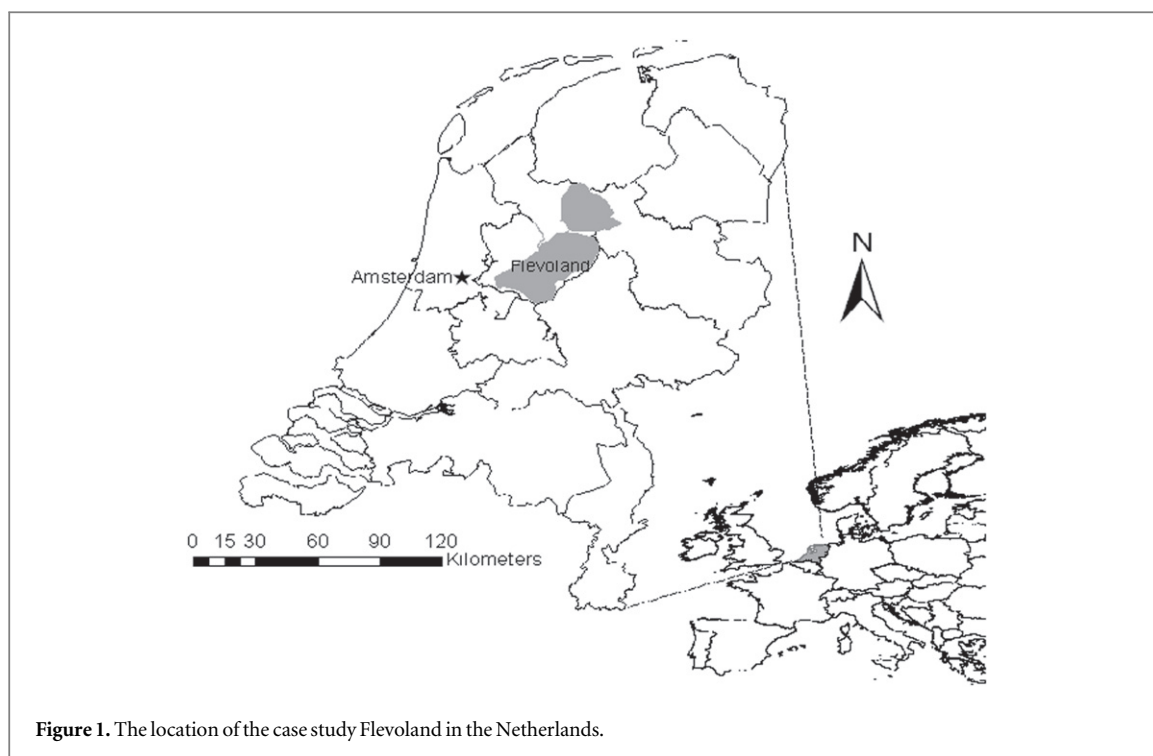 N
Flevoland
Amsterdam
0 15 30 60 90 120
Kilometers
Figure 1. The location of the case study Flevoland in the Netherlands.